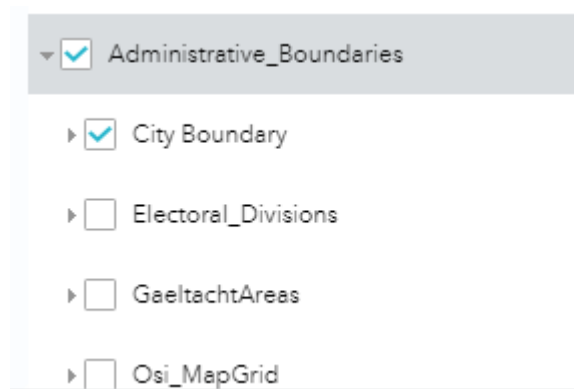 Administrative_Boundaries
City Boundary
Electoral_Divisions
GaeltachtAreas
Osi_MapGrid